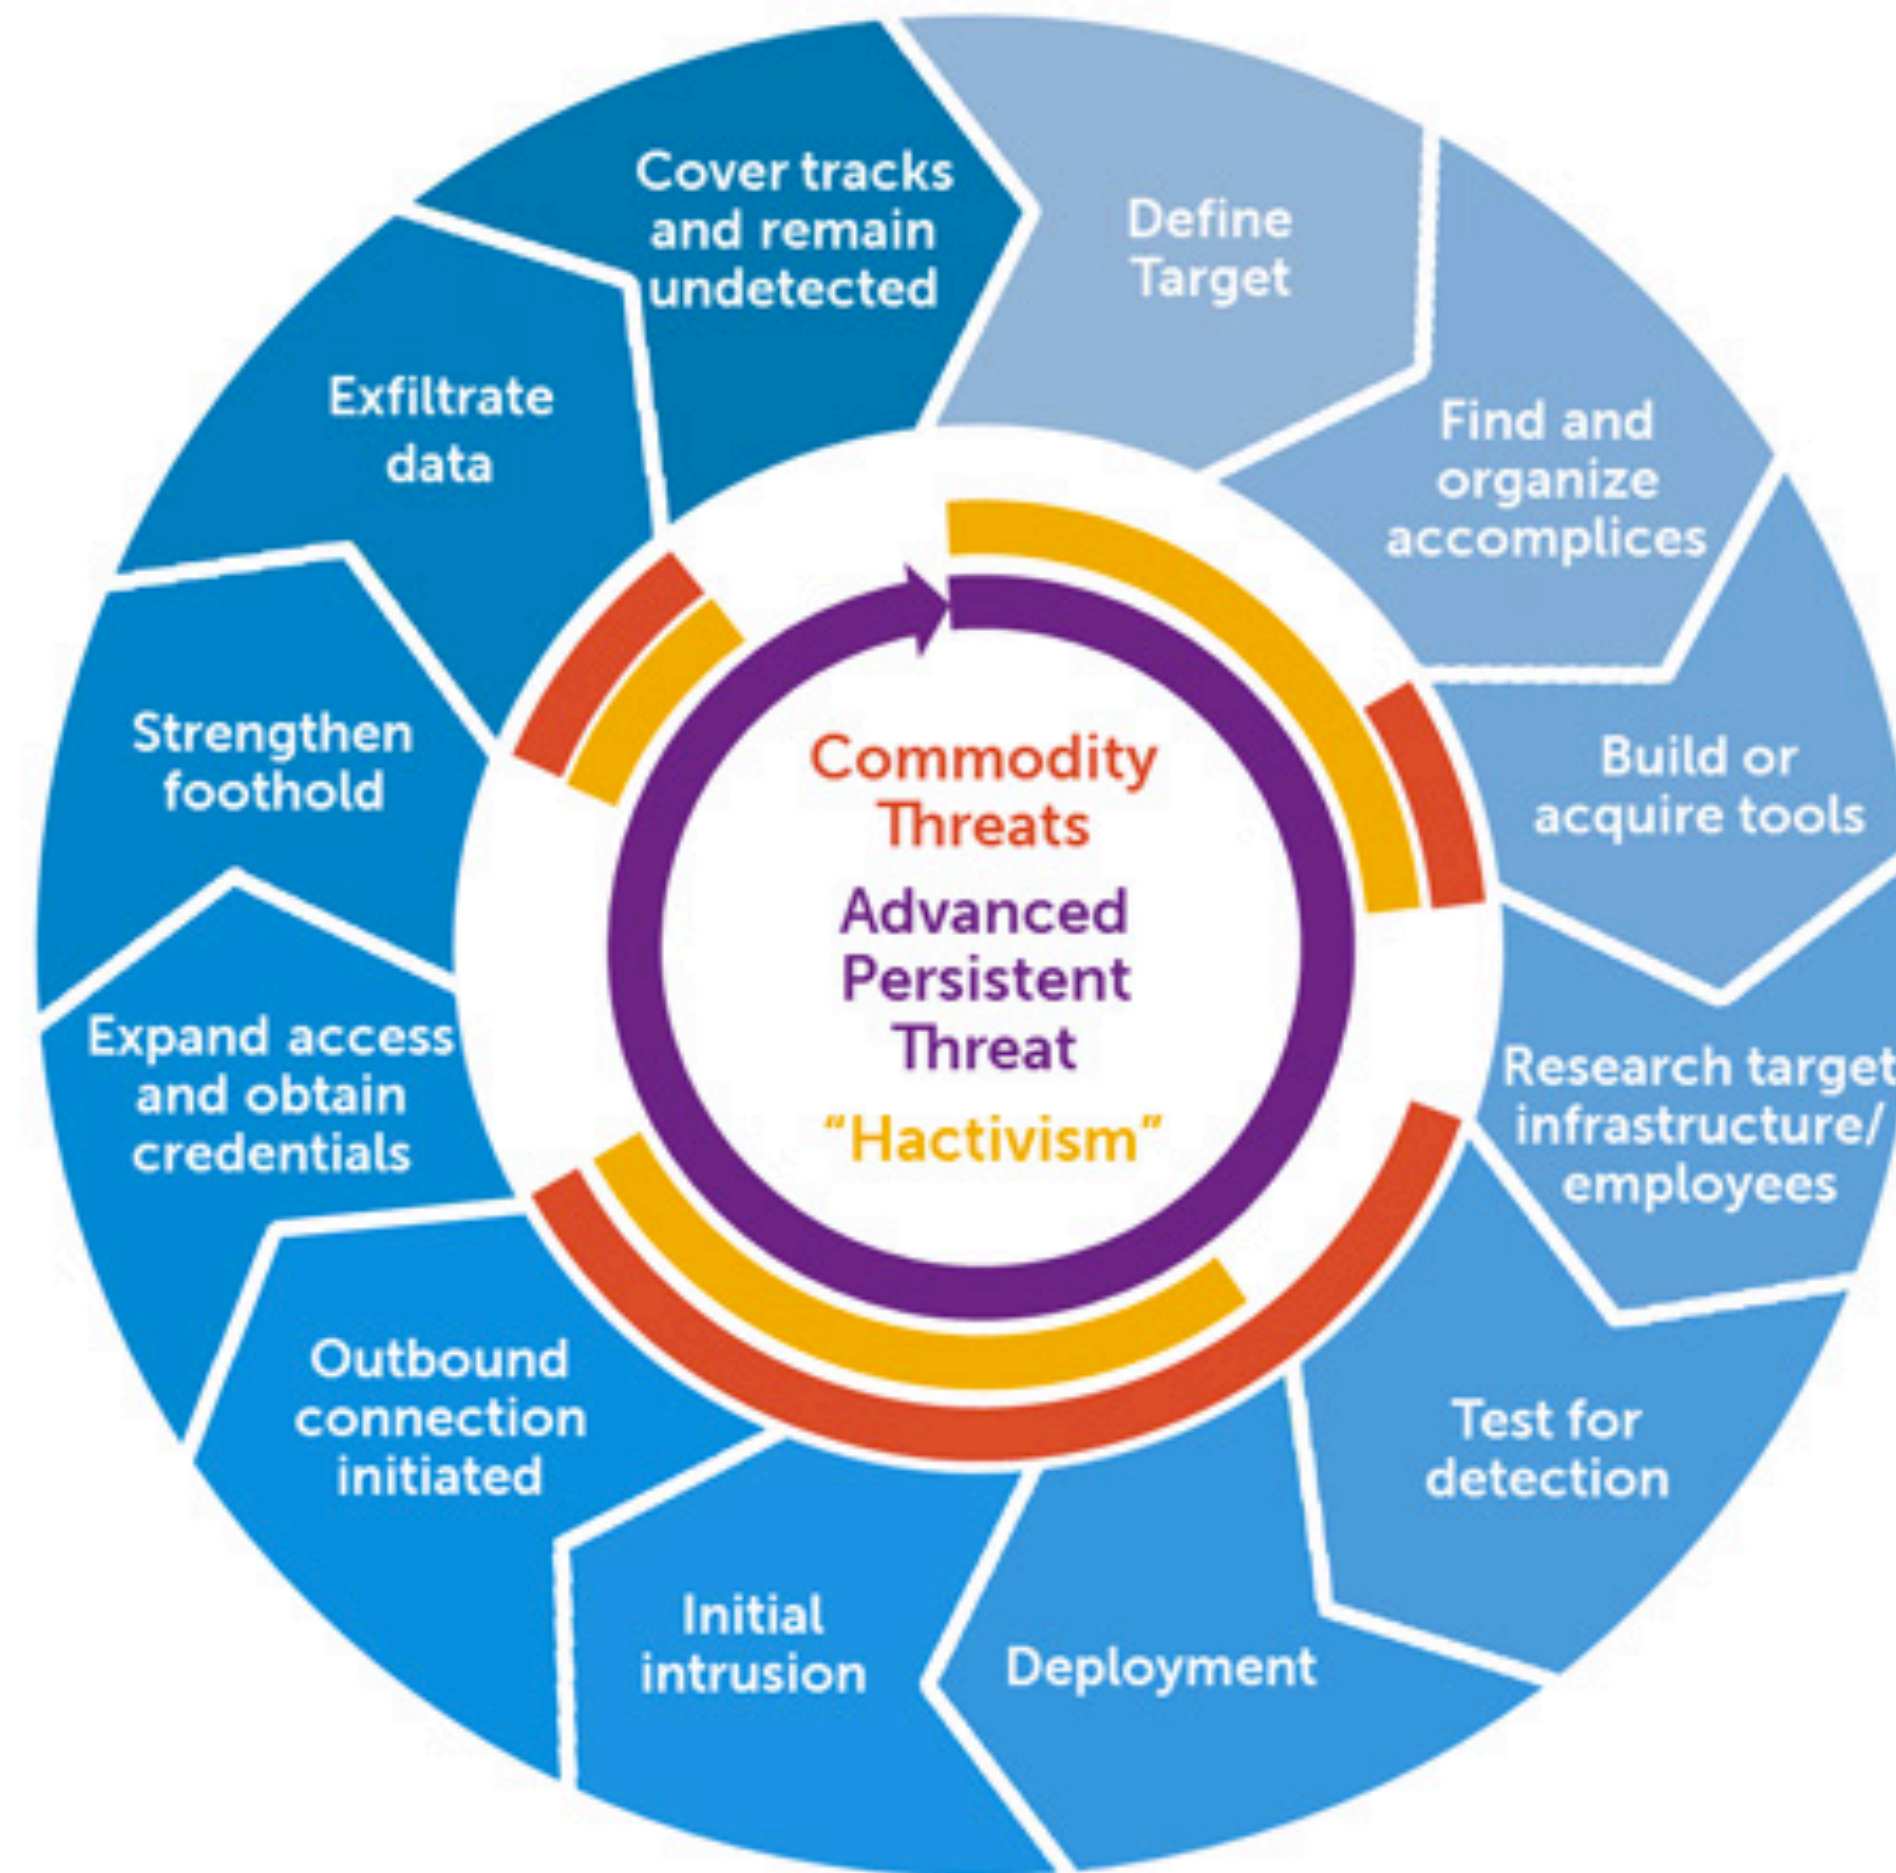 Define
Target
Find and
organize
accomplices
Build or
acquire tools
Research target
infrastructure/
employees
Test for
detection
Deployment
Initial
intrusion
Outbound
connection
initiated
Expand access
and obtain
credentials
Strengthen
foothold
Exfiltrate
data
Cover tracks
and remain
undetected
Commodity
Threats
Advanced
Persistent
Threat
“Hactivism”